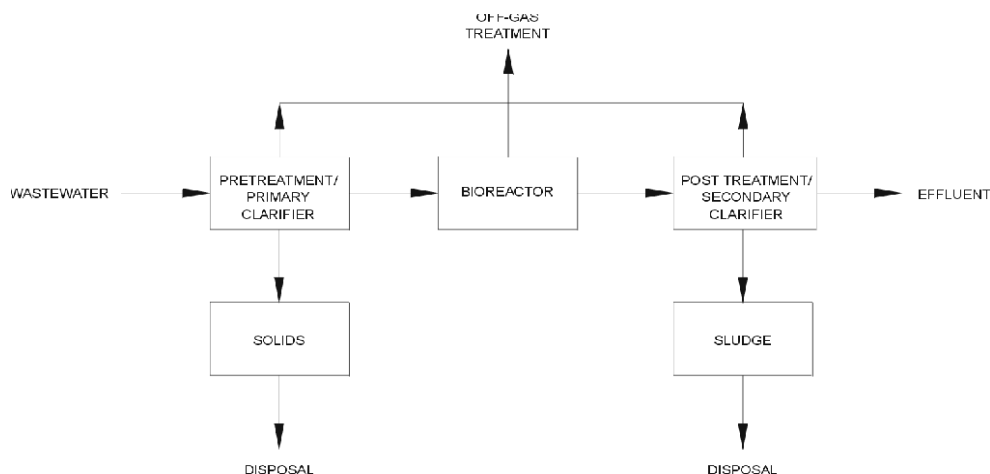 OFF-GAS
TREATMENT
WASTEWATER
PRETREATMENT/
PRIMARY
CLARIFIER
BIOREACTOR
POST TREATMENT/
SECONDARY
CLARIFIER
EFFLUENT
SOLIDS
SLUDGE
DISPOSAL
DISPOSAL